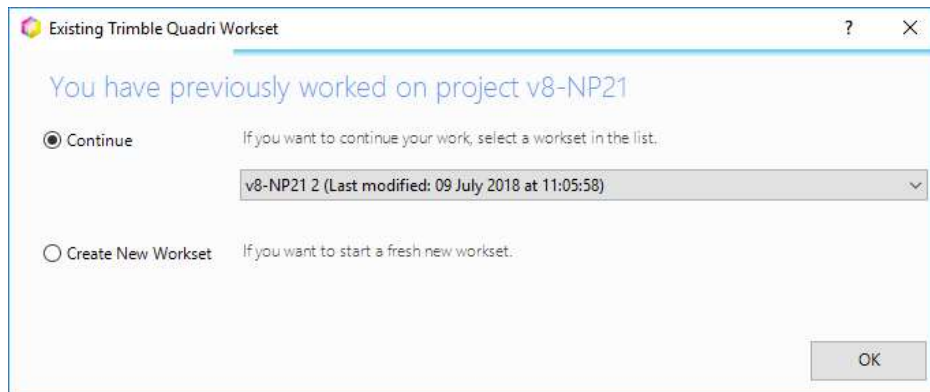 Existing Trimble Quadri Workset
You have previously worked on project v8-NP21
Continue
If you want to continue your work, select a workset in the list.
v8-NP21 2 (Last modified: 09 July 2018 at 11:05:58)
Create New Workset
If you want to start a fresh new workset.
OK